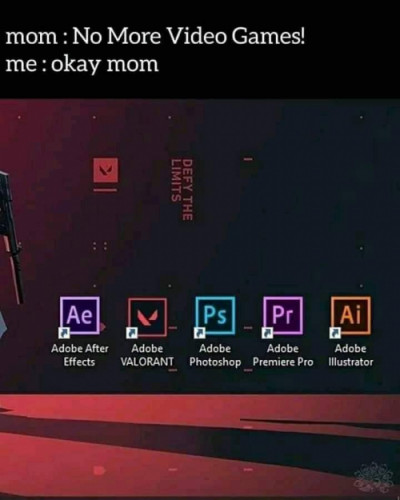 mom : No More Video Games!
me : okay mom
DEFY THE
LIMITS
Ae
Ps
Pr
Ai
Adobe After
Effects
Adobe
VALORANT
Adobe
Photoshop
Adobe
Premiere Pro
Adobe
Illustrator